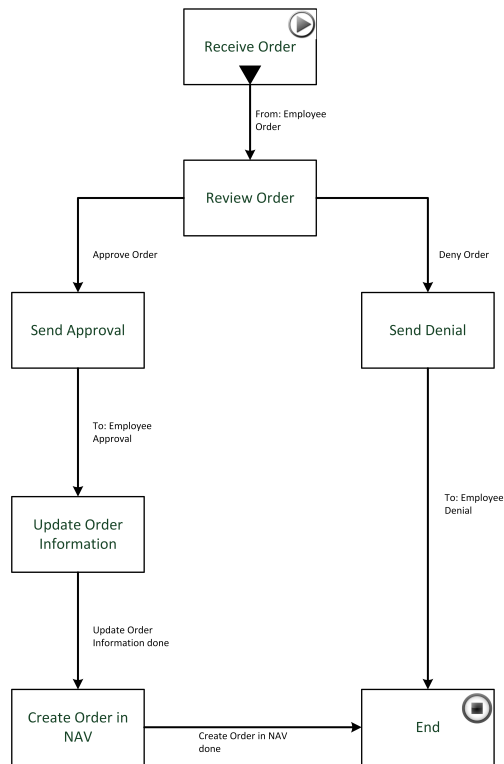 Receive Order
From: Employee
Order
Review Order
Approve Order
Deny Order
Send Approval
Send Denial
To: Employee
Approval
To: Employee
Denial
Update Order
Information
Update Order
Information done
Create Order in
NAV
Create Order in NAV
done
End